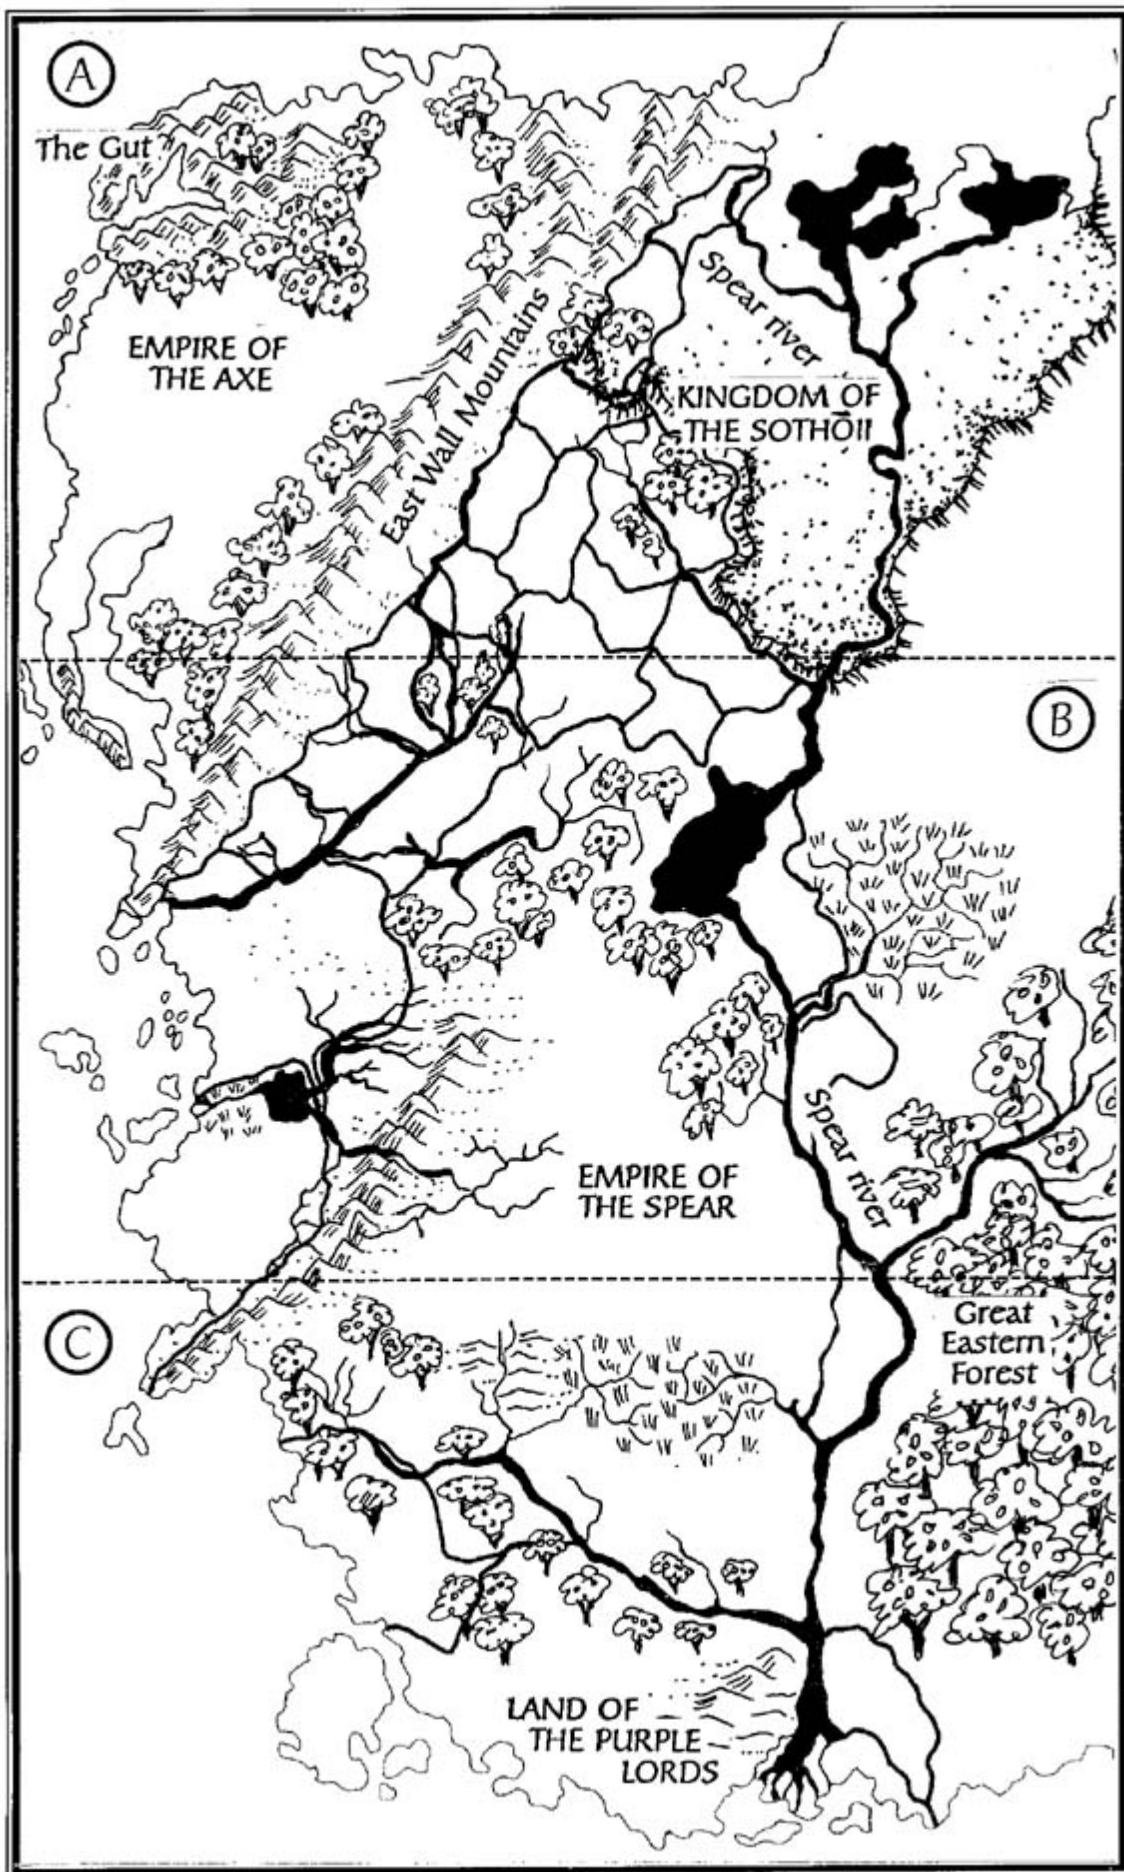 A
The Gut
EMPIRE OF
THE AXE
East Wall Mountains
Spear river
KINGDOM OF
THE SOTHŌII
B
Spear river
EMPIRE OF
THE SPEAR
C
Great
Eastern
Forest
LAND OF
THE PURPLE
LORDS